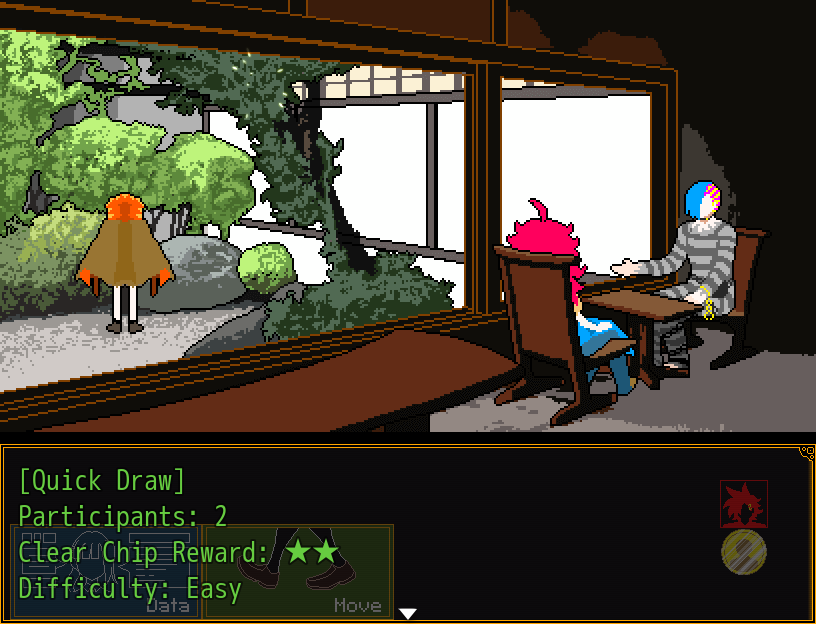 [Quick Draw]
Participants: 2
Clear Chip Reward: ★★
Difficulty: Easy
Data
Move